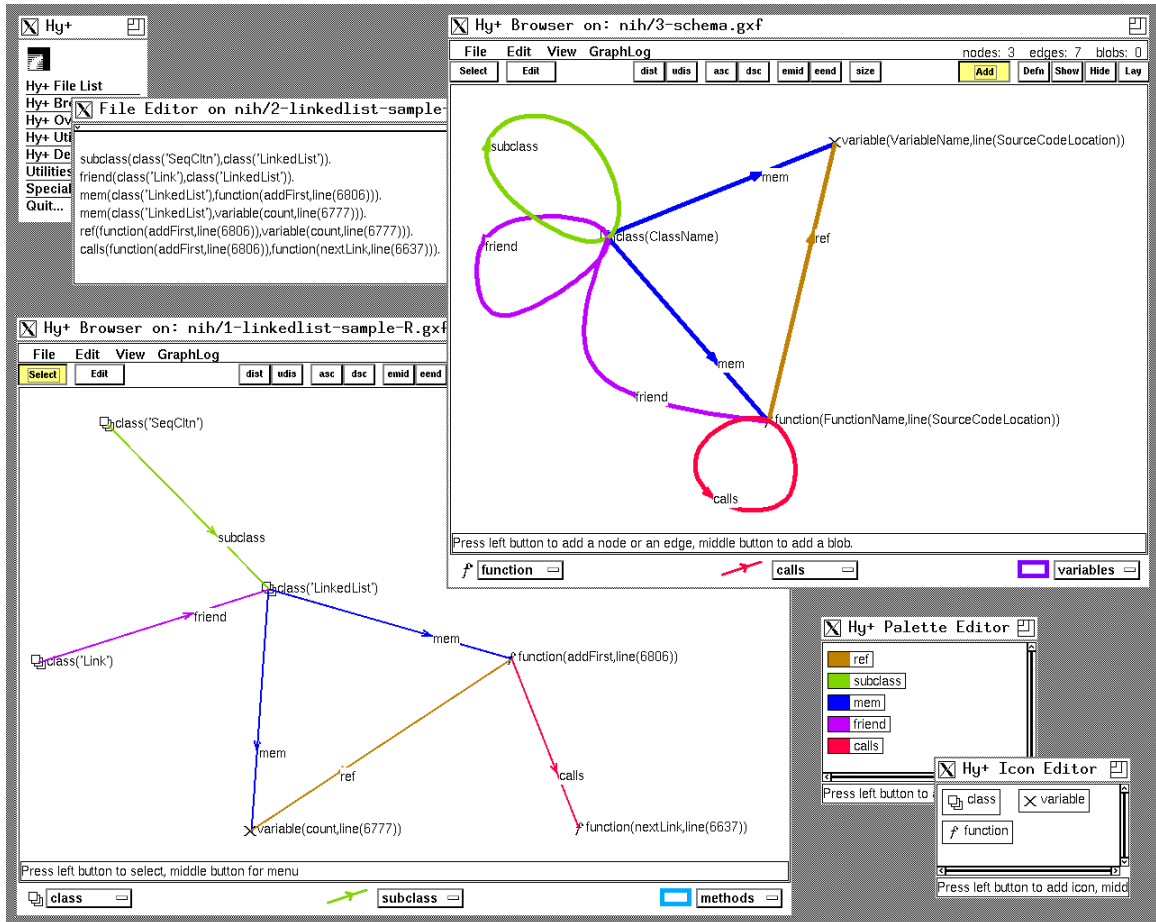 Hy+
Hy+ File List
Hy+ Br
Hy+ Ov
Hy+ Uti
Hy+ De
Utilities
Special
Quit...
File Editor on nih/2-linkedlist-sample-
subclass(class('SeqCltn'),class('LinkedList')).
friend(class('Link'),class('LinkedList')).
mem(class('LinkedList'),function(addFirst,line(6806))).
mem(class('LinkedList'),variable(count,line(6777))).
ref(function(addFirst,line(6806)),variable(count,line(6777))).
calls(function(addFirst,line(6806)),function(nextLink,line(6637))).
Hy+ Browser on: nih/3-schema.gxf
File Edit View GraphLog nodes: 3 edges: 7 blobs: 0
Select Edit dist udis asc dsc emid eend size Add Defn Show Hide Lay
subclass
variable(VariableName,line(SourceCodeLocation))
mem
class(ClassName)
friend
ref
mem
friend
function(FunctionName,line(SourceCodeLocation))
calls
Press left button to add a node or an edge, middle button to add a blob.
function calls variables
Hy+ Browser on: nih/1-linkedlist-sample-R.gxf
File Edit View GraphLog
Select Edit dist udis asc dsc emid eend
class('SeqCltn')
subclass
class('LinkedList')
friend
mem
class('Link')
function(addFirst,line(6806))
mem
ref
calls
variable(count,line(6777))
function(nextLink,line(6637))
Press left button to select, middle button for menu
class subclass methods
Hy+ Palette Editor
ref
subclass
mem
friend
calls
Press left button to
Hy+ Icon Editor
class variable
function
Press left button to add icon, midd